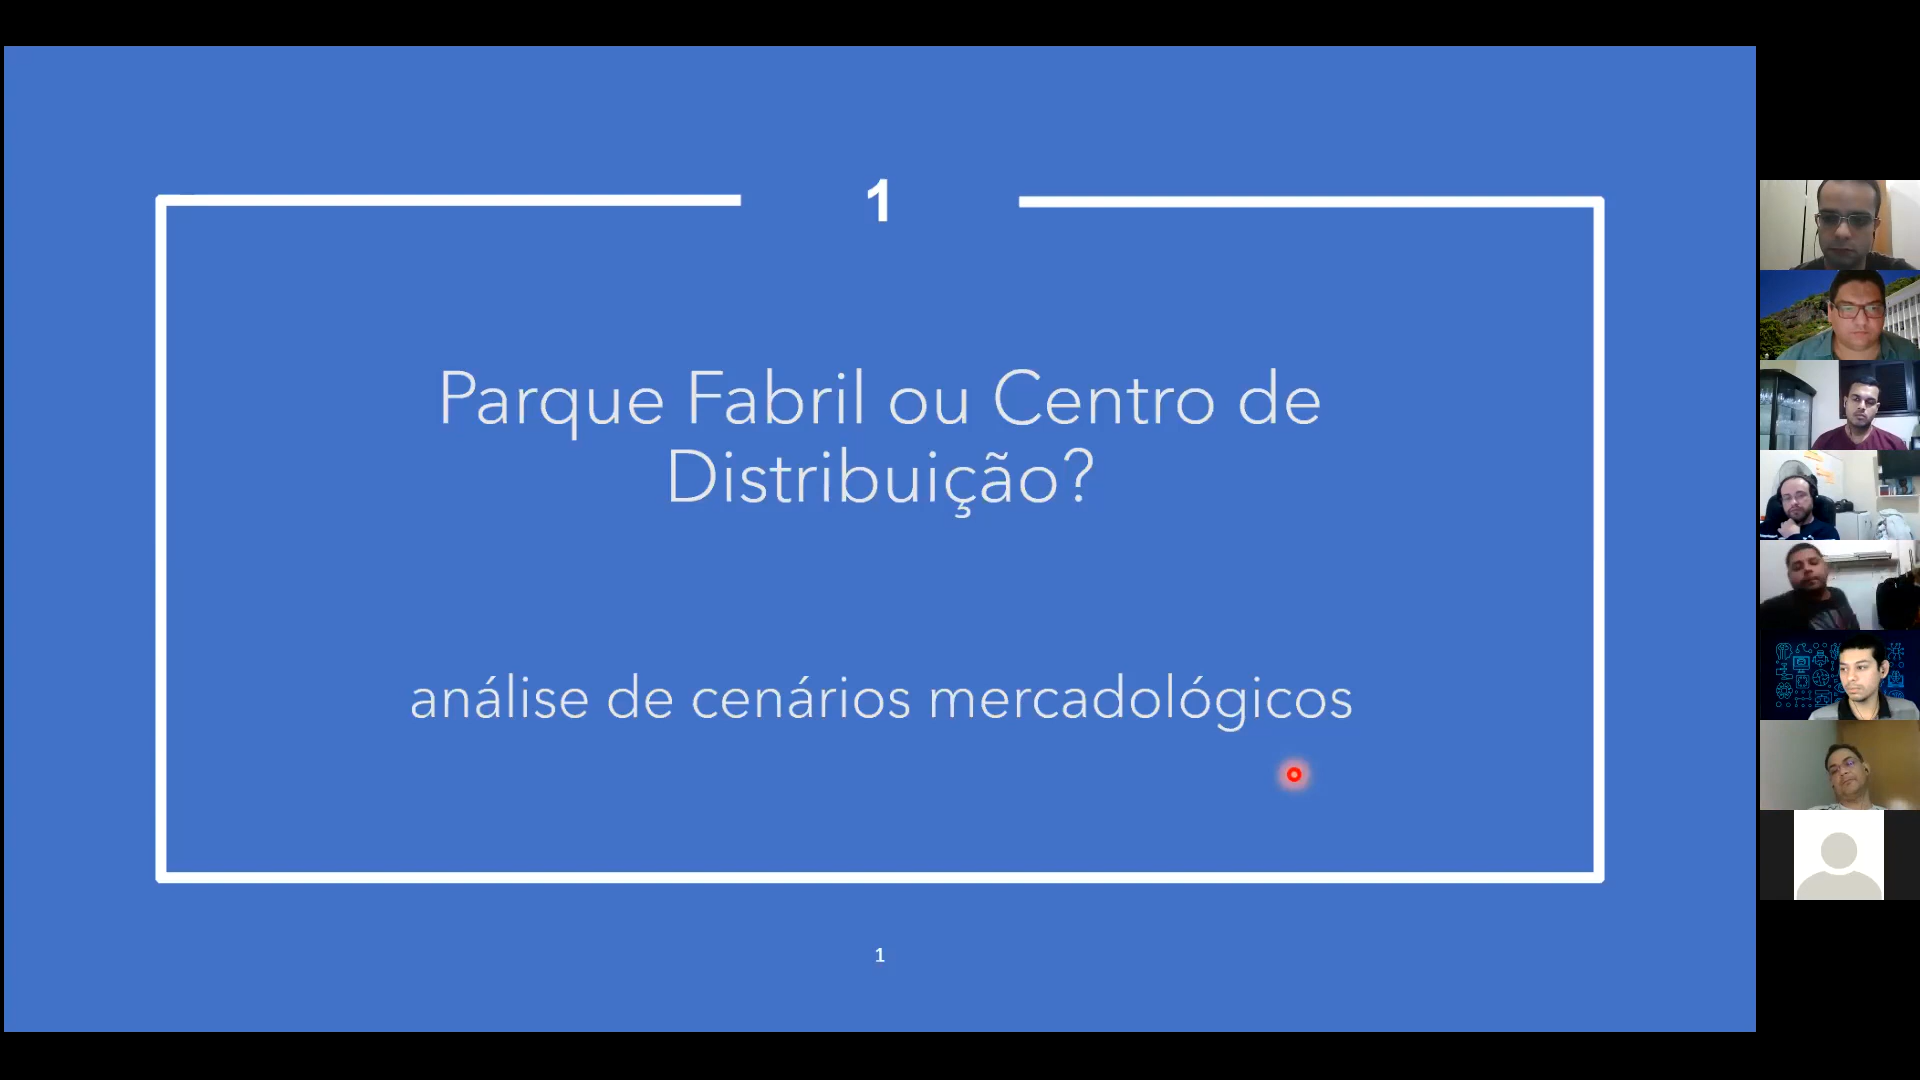 1
Parque Fabril ou Centro de
Distribuição?
análise de cenários mercadológicos
1